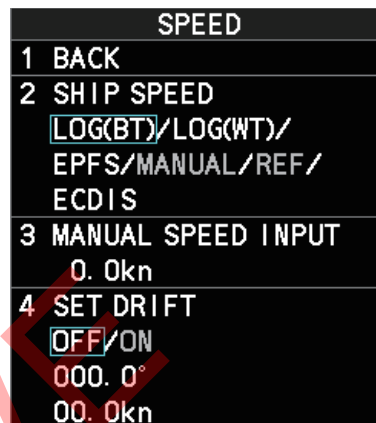 SPEED
1 BACK
2 SHIP SPEED
LOG(BT)/LOG(WT)/
EPFS/MANUAL/REF/
ECDIS
3 MANUAL SPEED INPUT
0.0kn
4 SET DRIFT
OFF/ON
000.0°
00.0kn